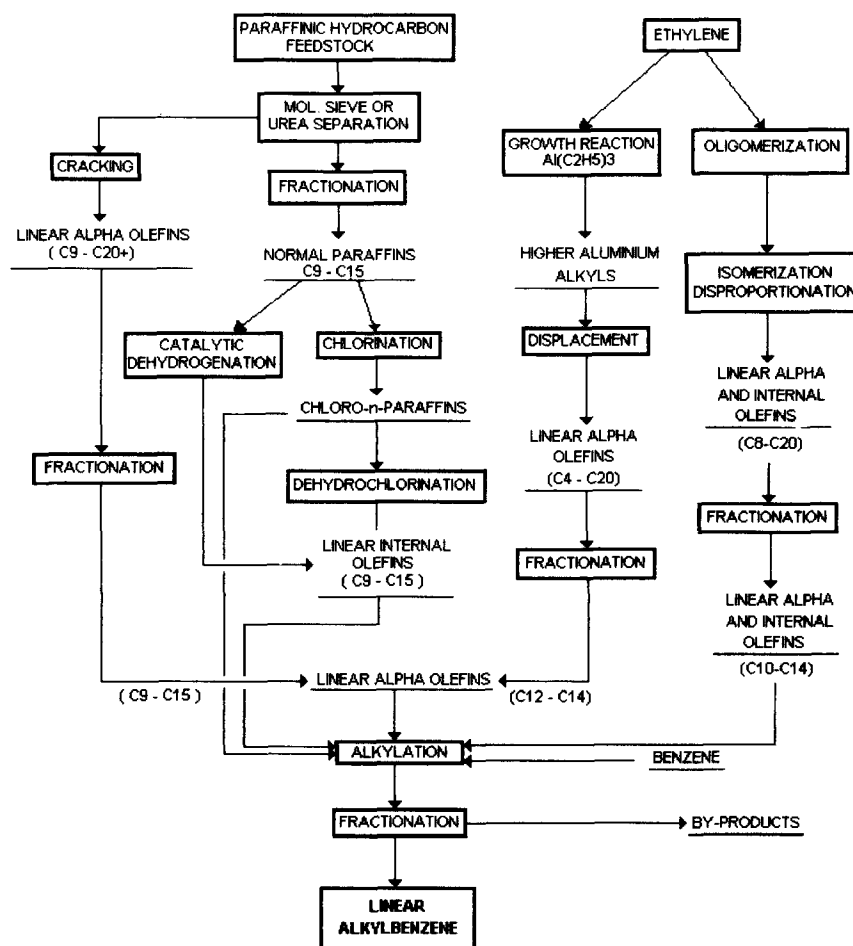 PARAFFINIC HYDROCARBON
FEEDSTOCK
ETHYLENE
MOL. SIEVE OR
UREA SEPARATION
CRACKING
FRACTIONATION
GROWTH REACTION
Al(C2H5)3
OLIGOMERIZATION
LINEAR ALPHA OLEFINS
( C9 - C20+)
NORMAL PARAFFINS
C9 - C15
HIGHER ALUMINIUM
ALKYLS
ISOMERIZATION
DISPROPORTIONATION
CATALYTIC
DEHYDROGENATION
CHLORINATION
DISPLACEMENT
CHLORO-n-PARAFFINS
LINEAR ALPHA
AND INTERNAL
OLEFINS
(C8-C20)
FRACTIONATION
DEHYDROCHLORINATION
LINEAR ALPHA
OLEFINS
(C4 - C20)
FRACTIONATION
LINEAR INTERNAL
OLEFINS
( C9 - C15 )
FRACTIONATION
LINEAR ALPHA
AND INTERNAL
OLEFINS
(C10-C14)
( C9 - C15 )
LINEAR ALPHA OLEFINS
(C12 - C14)
ALKYLATION
BENZENE
FRACTIONATION
BY-PRODUCTS
LINEAR
ALKYLBENZENE